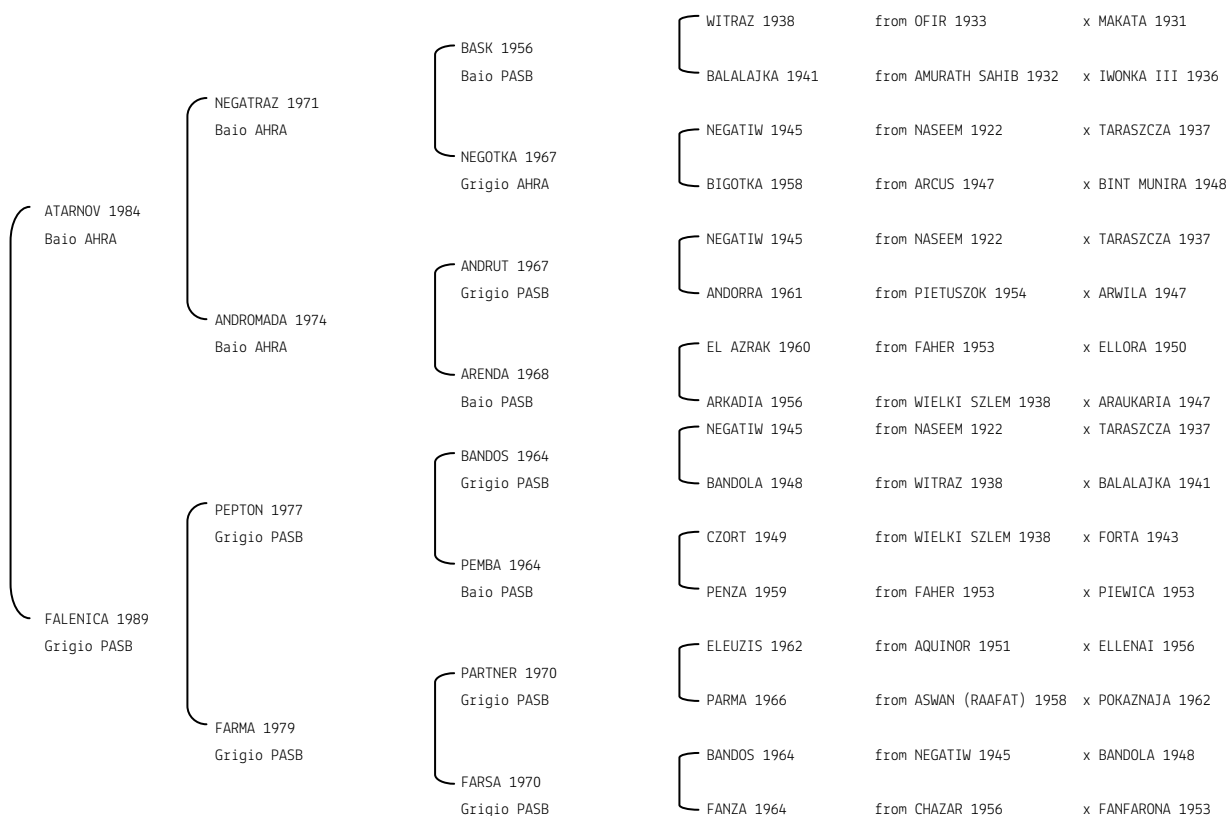 WITRAZ 1938 from OFIR 1933 x MAKATA 1931
BASK 1956
Baio PASB
BALALAJKA 1941 from AMURATH SAHIB 1932 x IWONKA III 1936
NEGATRAZ 1971
Baio AHRA
NEGATIW 1945 from NASEEM 1922 x TARASZCZA 1937
NEGOTKA 1967
Grigio AHRA
BIGOTKA 1958 from ARCUS 1947 x BINT MUNIRA 1948
ATARNOV 1984
Baio AHRA
NEGATIW 1945 from NASEEM 1922 x TARASZCZA 1937
ANDRUT 1967
Grigio PASB
ANDORRA 1961 from PIETUSZOK 1954 x ARWILA 1947
ANDROMADA 1974
Baio AHRA
EL AZRAK 1960 from FAHER 1953 x ELLORA 1950
ARENDA 1968
Baio PASB
ARKADIA 1956 from WIELKI SZLEM 1938 x ARAUKARIA 1947
NEGATIW 1945 from NASEEM 1922 x TARASZCZA 1937
BANDOS 1964
Grigio PASB
BANDOLA 1948 from WITRAZ 1938 x BALALAJKA 1941
PEPTON 1977
Grigio PASB
CZORT 1949 from WIELKI SZLEM 1938 x FORTA 1943
PEMBA 1964
Baio PASB
PENZA 1959 from FAHER 1953 x PIEWICA 1953
FALENICA 1989
Grigio PASB
ELEUZIS 1962 from AQUINOR 1951 x ELLENAI 1956
PARTNER 1970
Grigio PASB
PARMA 1966 from ASWAN (RAAFAT) 1958 x POKAZNAJA 1962
FARMA 1979
Grigio PASB
BANDOS 1964 from NEGATIW 1945 x BANDOLA 1948
FARSA 1970
Grigio PASB
FANZA 1964 from CHAZAR 1956 x FANFARONA 1953